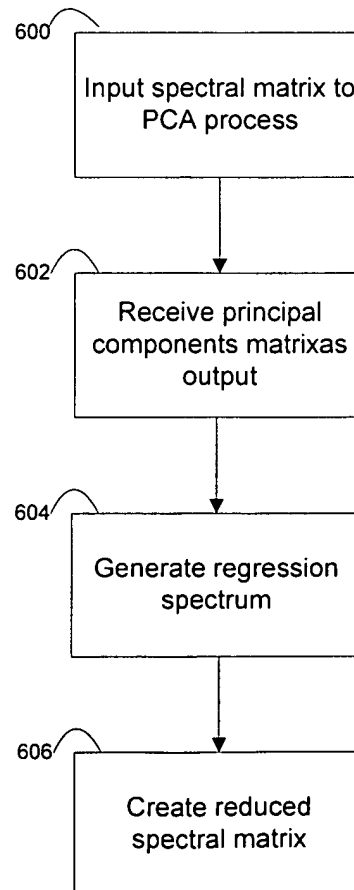 600
Input spectral matrix to
PCA process
602
Receive principal
components matrixas
output
604
Generate regression
spectrum
606
Create reduced
spectral matrix